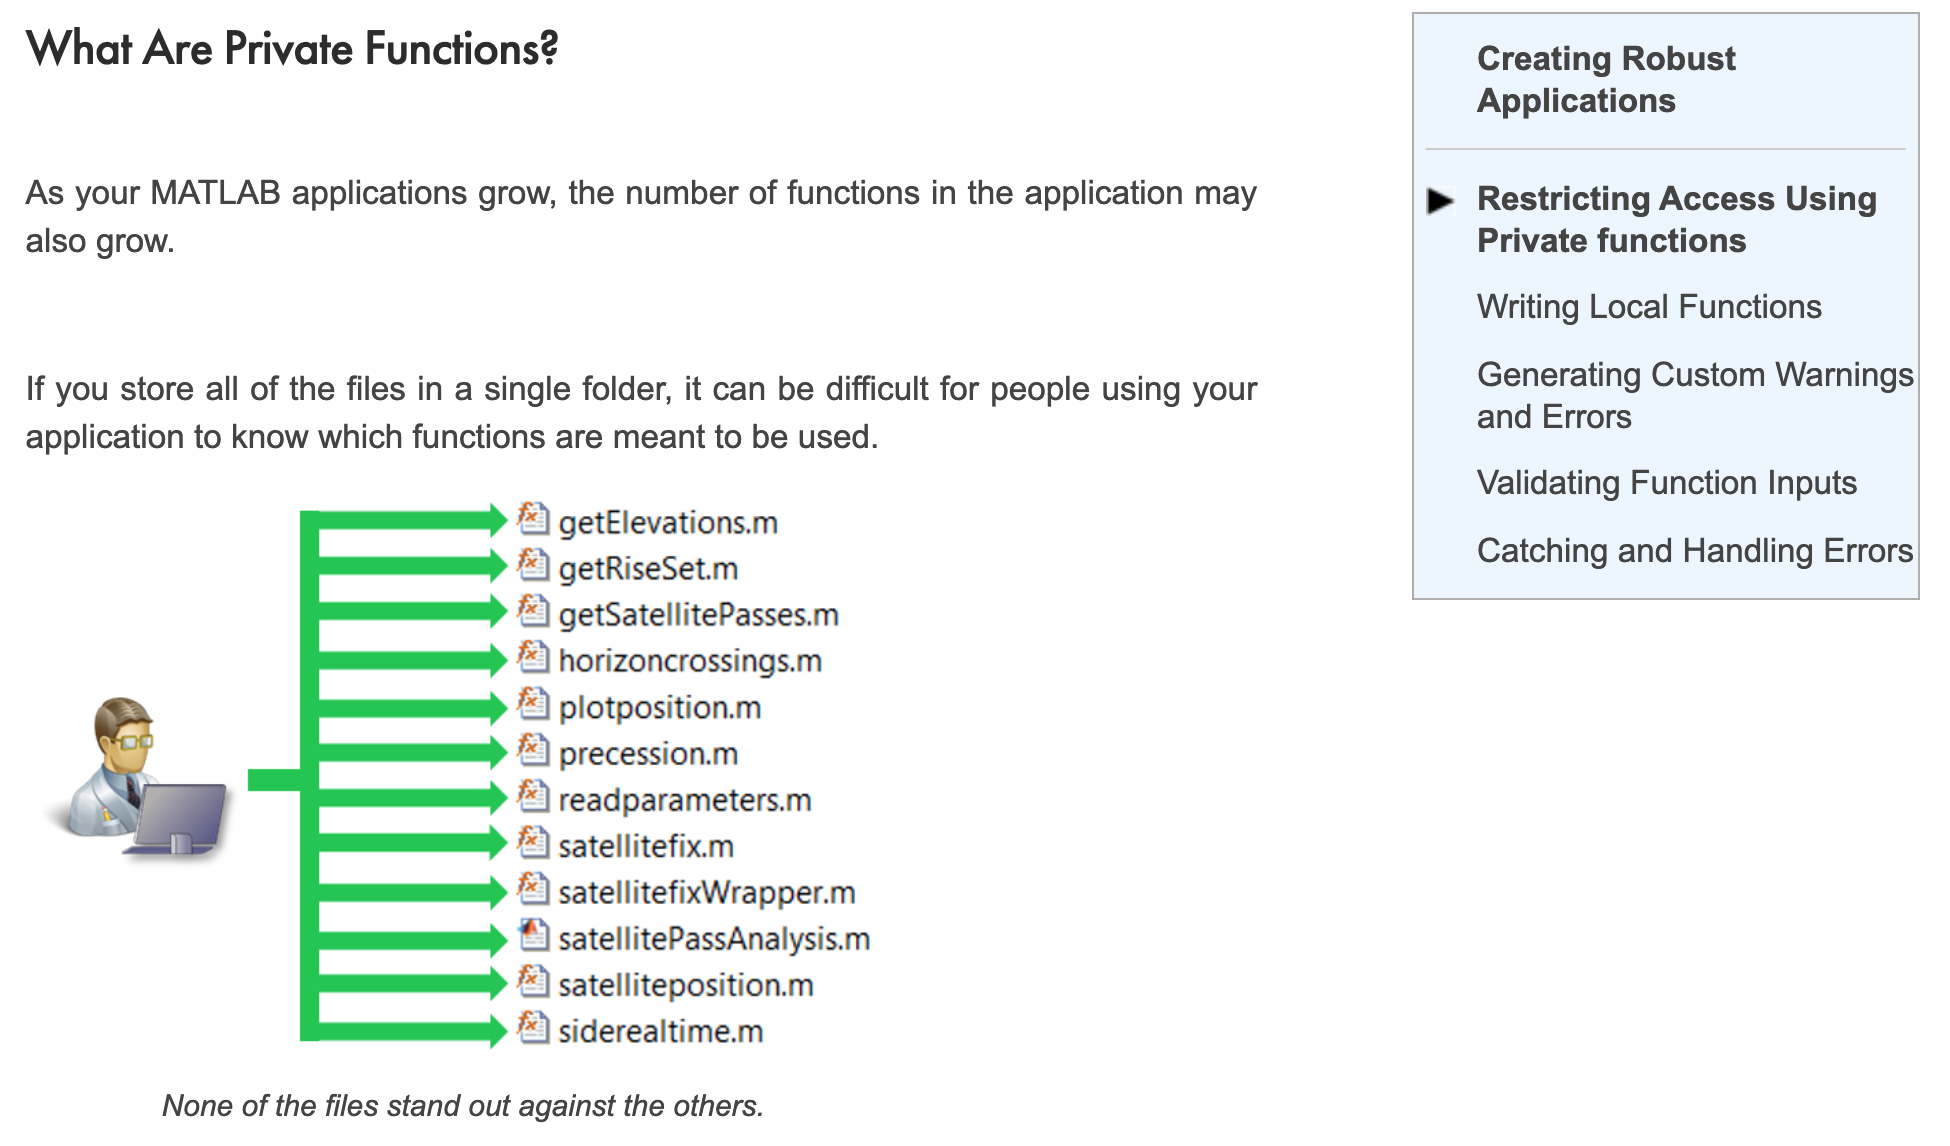 What Are Private Functions?
As your MATLAB applications grow, the number of functions in the application may
also grow.
If you store all of the files in a single folder, it can be difficult for people using your
application to know which functions are meant to be used.
getElevations.m
getRiseSet.m
getSatellitePasses.m
horizoncrossings.m
plotposition.m
precession.m
readparameters.m
satellitefix.m
satellitefixWrapper.m
satellitePassAnalysis.m
satelliteposition.m
siderealtime.m
None of the files stand out against the others.
Creating Robust
Applications
Restricting Access Using
Private functions
Writing Local Functions
Generating Custom Warnings
and Errors
Validating Function Inputs
Catching and Handling Errors